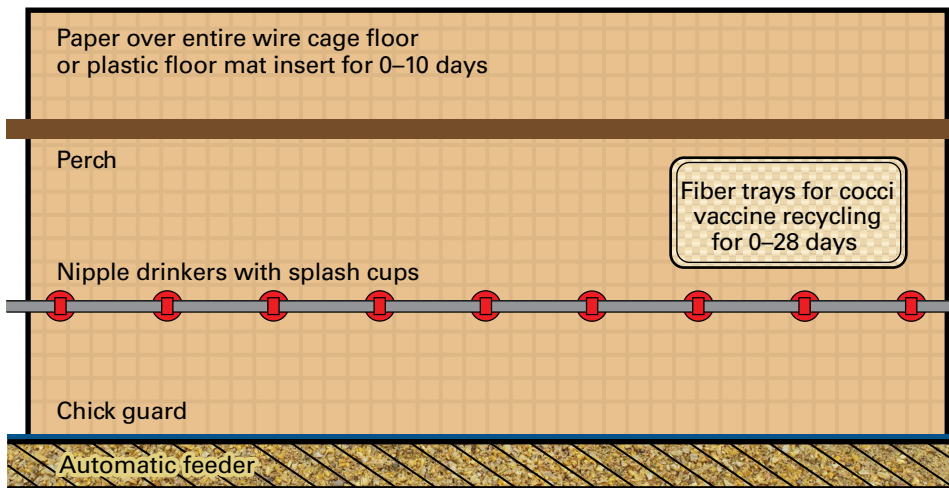 Paper over entire wire cage floor
or plastic floor mat insert for 0–10 days
Perch
Fiber trays for cocci
vaccine recycling
for 0–28 days
Nipple drinkers with splash cups
Chick guard
Automatic feeder